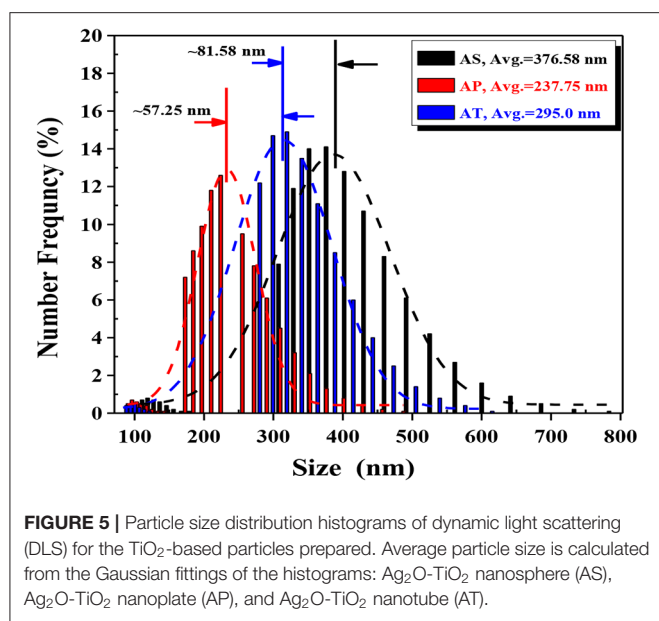 20
18
16
14
12
10
8
6
4
2
0
Number Frequncy (%)
~81.58 nm
~57.25 nm
AS, Avg.=376.58 nm
AP, Avg.=237.75 nm
AT, Avg.=295.0 nm
100 200 300 400 500 600 700 800
Size (nm)
FIGURE 5 | Particle size distribution histograms of dynamic light scattering
(DLS) for the TiO₂-based particles prepared. Average particle size is calculated
from the Gaussian fittings of the histograms: Ag₂O-TiO₂ nanosphere (AS),
Ag₂O-TiO₂ nanoplate (AP), and Ag₂O-TiO₂ nanotube (AT).